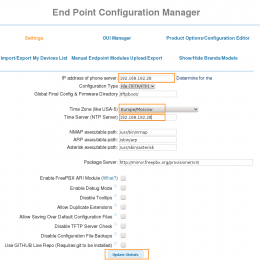 End Point Configuration Manager
Settings
OUI Manager
Product Options/Configuration Editor
Import/Export My Devices List
Manual Endpoint Modules Upload/Export
Show/Hide Brands/Models
IP address of phone server:
192.168.192.28
Determine for me
Configuration Type
File (TFTP/FTP)
Global Final Config & Firmware Directory
/tftpboot/
Time Zone (like USA-5)
Europe/Moscow
Time Server (NTP Server)
192.168.192.28
NMAP executable path:
/usr/bin/nmap
ARP executable path:
/sbin/arp
Asterisk executable path:
/usr/sbin/asterisk
Package Server:
http://mirror.freepbx.org/provisioner/v3/
Enable FreePBX ARI Module (What?)
Enable Debug Mode
Disable Tooltips
Allow Duplicate Extensions
Allow Saving Over Default Configuration Files
Disable TFTP Server Check
Disable Configuration File Backups
Use GITHUB Live Repo (Requires git to be installed)
Update Globals